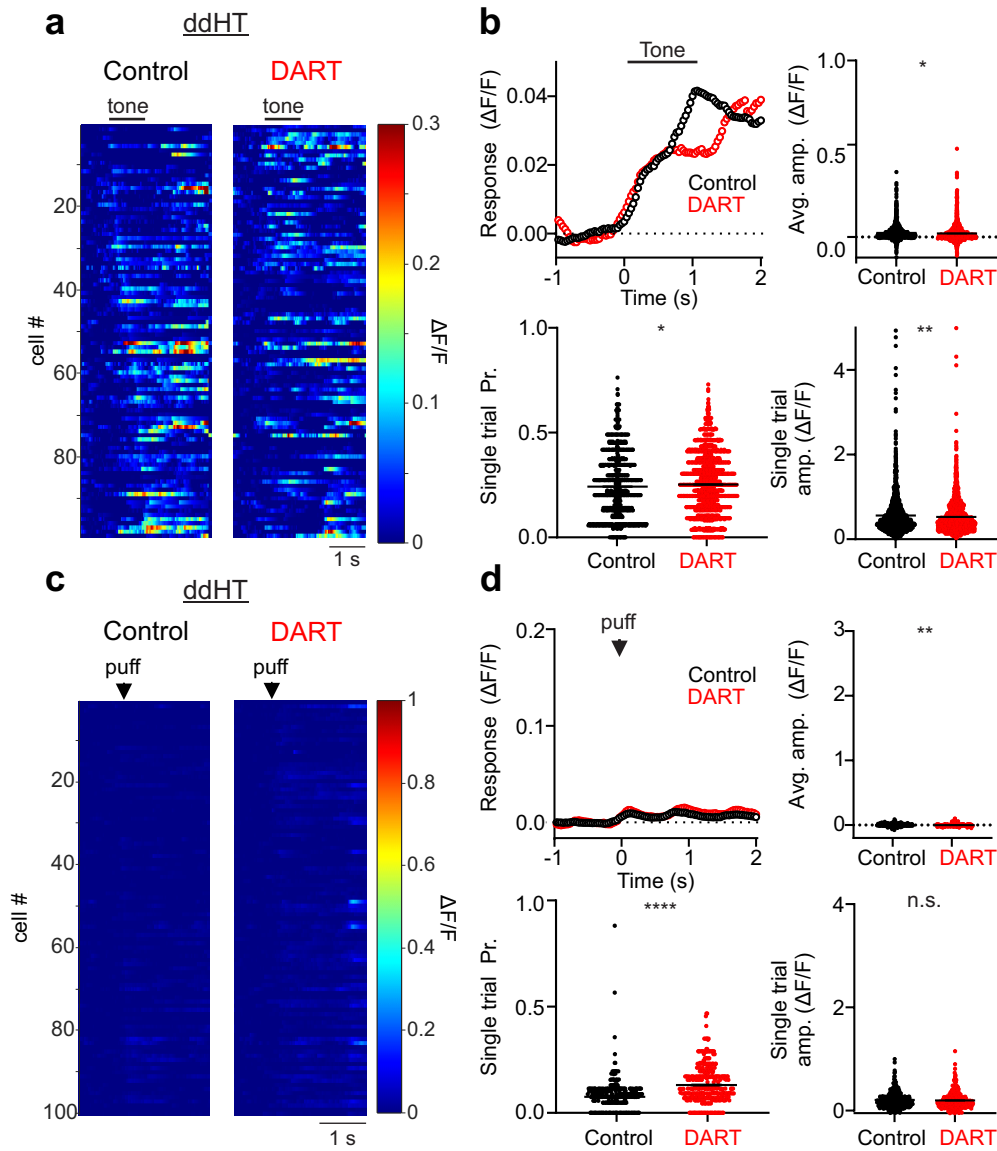 a
ddHT
Control
DART
tone
tone
cell #
20
40
60
80
0.3
0.2
0.1
0
ΔF/F
1 s
b
Tone
Response (ΔF/F)
0.04
0.02
0.00
-1
0
1
2
Time (s)
Control
DART
Avg. amp. (ΔF/F)
1.0
0.5
0.0
*
Control
DART
Single trial Pr.
1.0
0.5
0.0
*
Control
DART
Single trial
amp. (ΔF/F)
4
2
0
**
Control
DART
c
ddHT
Control
DART
puff
puff
cell #
20
40
60
80
100
1
0.8
0.6
0.4
0.2
0
ΔF/F
1 s
d
puff
Response (ΔF/F)
0.2
0.1
0.0
-1
0
1
2
Time (s)
Control
DART
Avg. amp. (ΔF/F)
3
2
1
0
**
Control
DART
Single trial Pr.
1.0
0.5
0.0
****
Control
DART
Single trial
amp. (ΔF/F)
4
2
0
n.s.
Control
DART